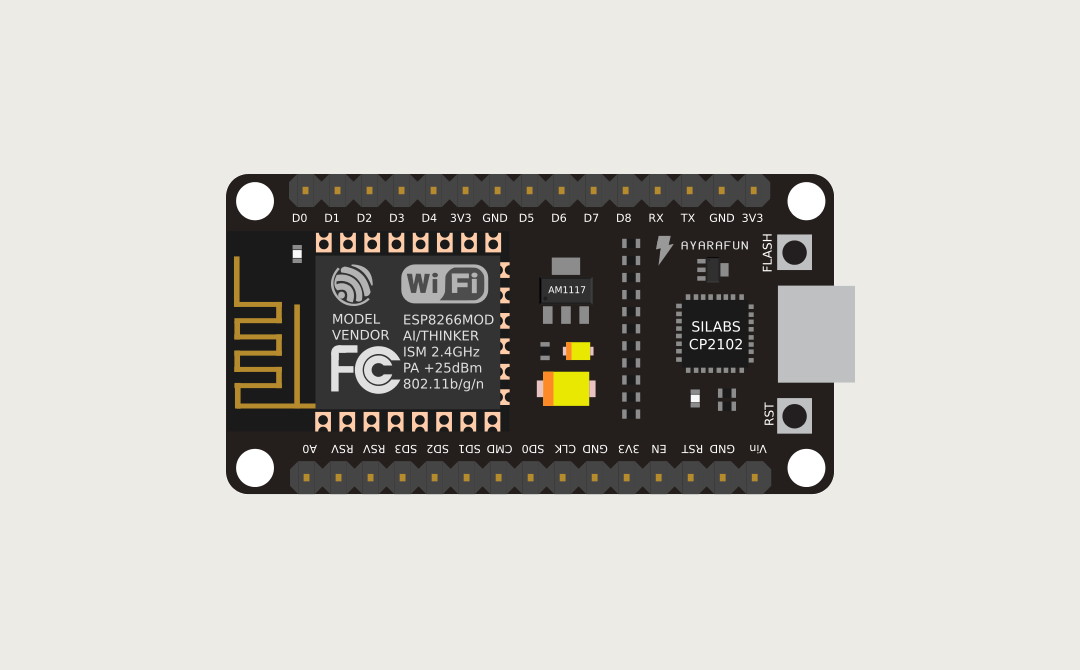 D0 D1 D2 D3 D4 3V3 GND D5 D6 D7 D8 RX TX GND 3V3
AYARAFUN
FLASH
WiFi
MODEL
VENDOR
FC
ESP8266MOD
AI/THINKER
ISM 2.4GHz
PA +25dBm
802.11b/g/n
AM1117
SILABS
CP2102
RST
A0 RSV RSV SD3 SD2 SD1 CMD SD0 CLK GND 3V3 EN RST GND Vin